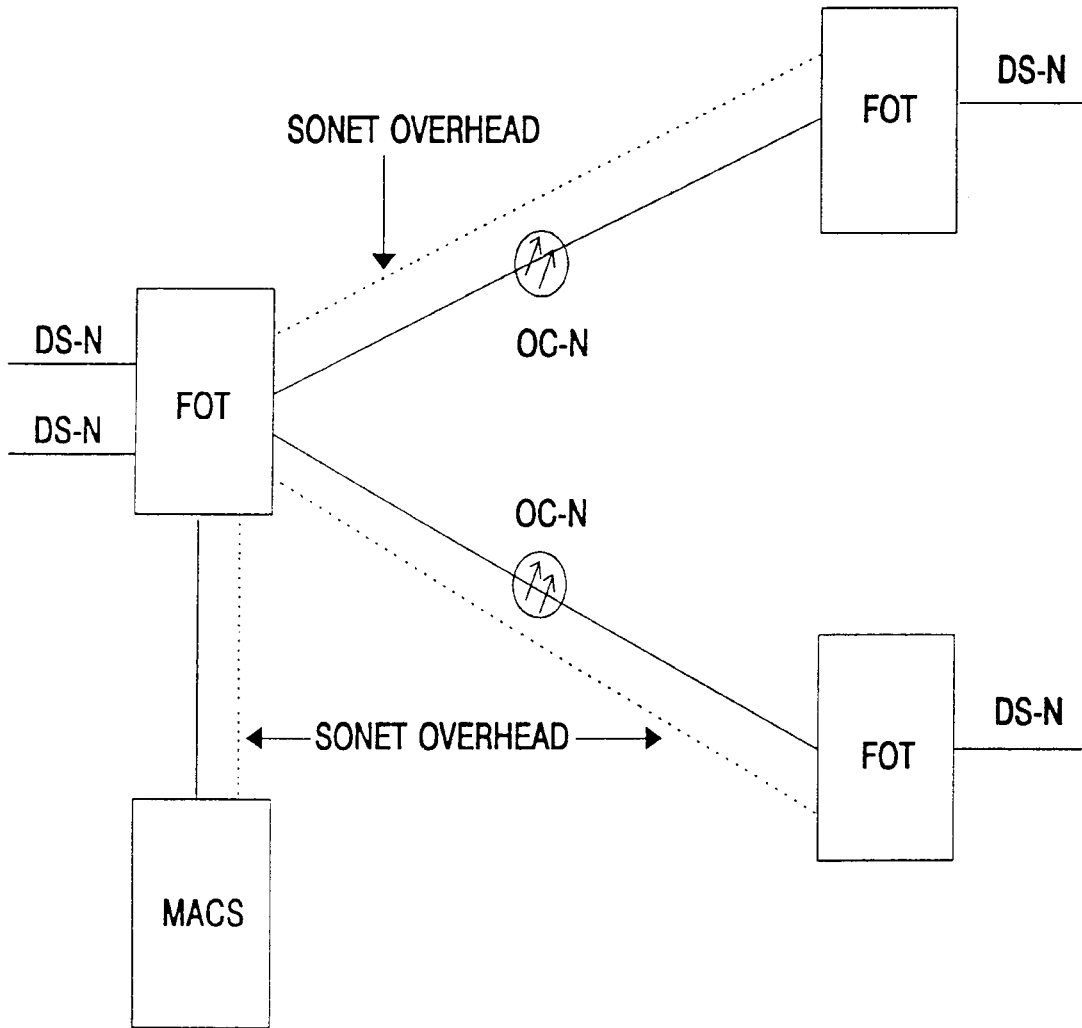 DS-N
FOT
SONET OVERHEAD
OC-N
DS-N
FOT
DS-N
OC-N
SONET OVERHEAD
DS-N
FOT
MACS